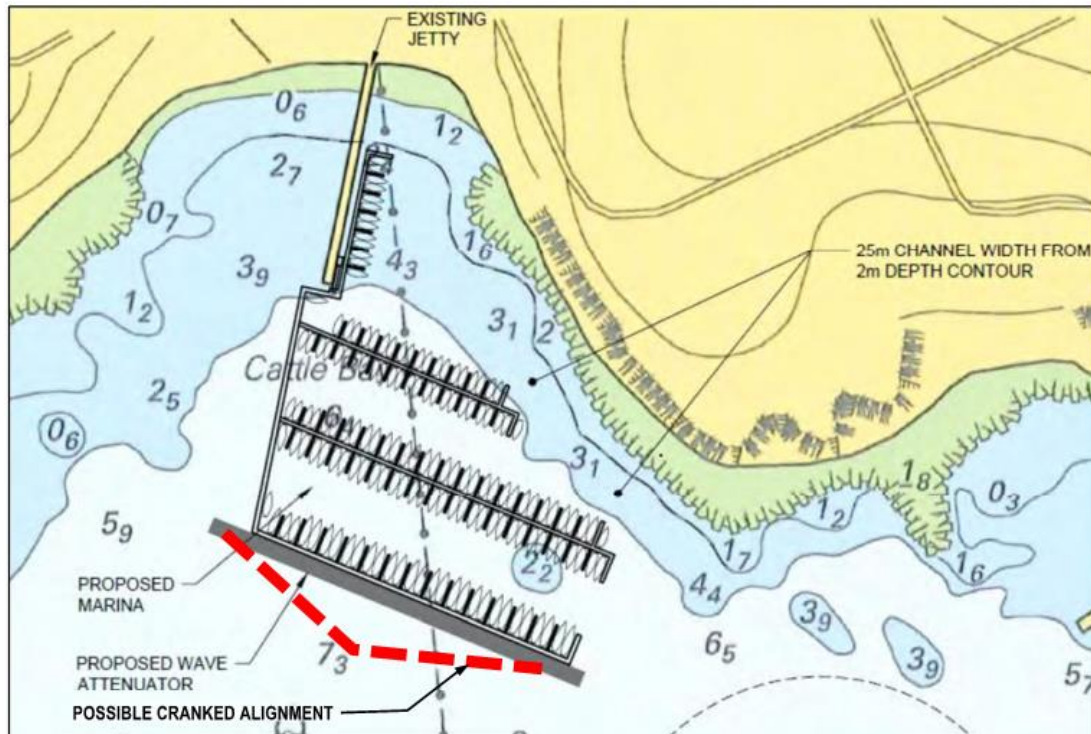 EXISTING
JETTY
0₆
1₂
2₇
0₇
1₆
25m CHANNEL WIDTH FROM
2m DEPTH CONTOUR
3₉
4₃
1₂
3₁
2
Cattle
2₅
0₆
3₁
1₈
0₃
5₉
1₂
2₂
1₇
1₆
4₄
PROPOSED
MARINA
3₉
6₅
7₃
3₉
PROPOSED WAVE
ATTENUATOR
5₇
POSSIBLE CRANKED ALIGNMENT